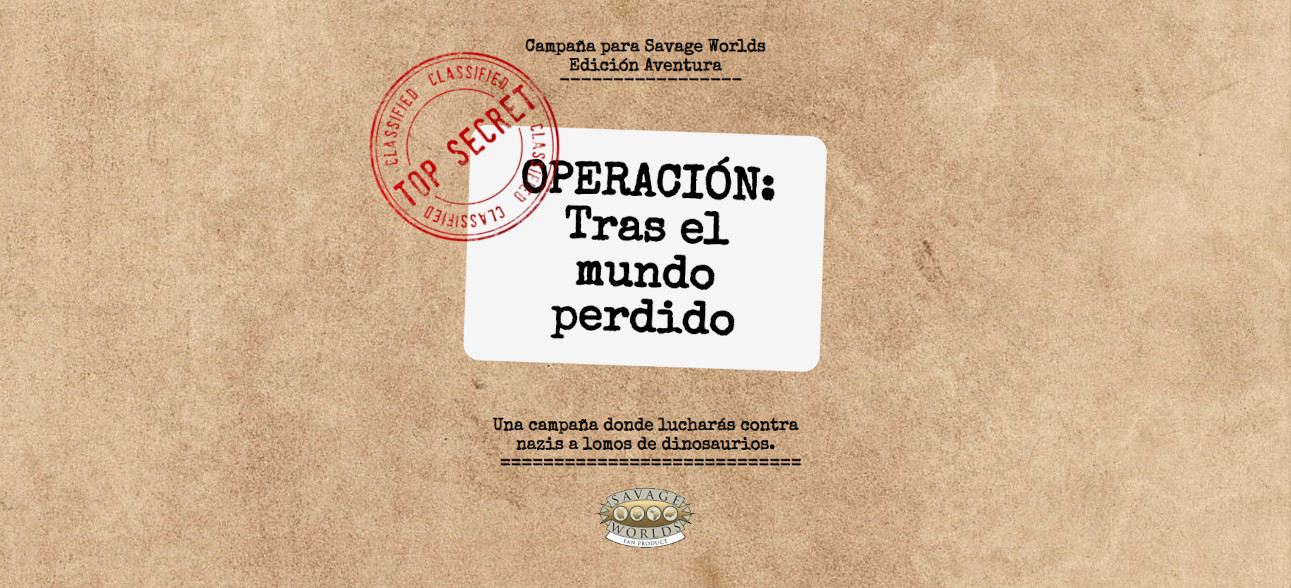 Campaña para Savage Worlds
Edición Aventura
-----------------
CLASSIFIED
CLASSIFIED
TOP SECRET
CLASSIFIED
CLASSIFIED
OPERACIÓN:
Tras el
mundo
perdido
Una campaña donde lucharás contra
nazis a lomos de dinosaurios.
============================
SAVAGE
WORLDS
FAN PRODUCT